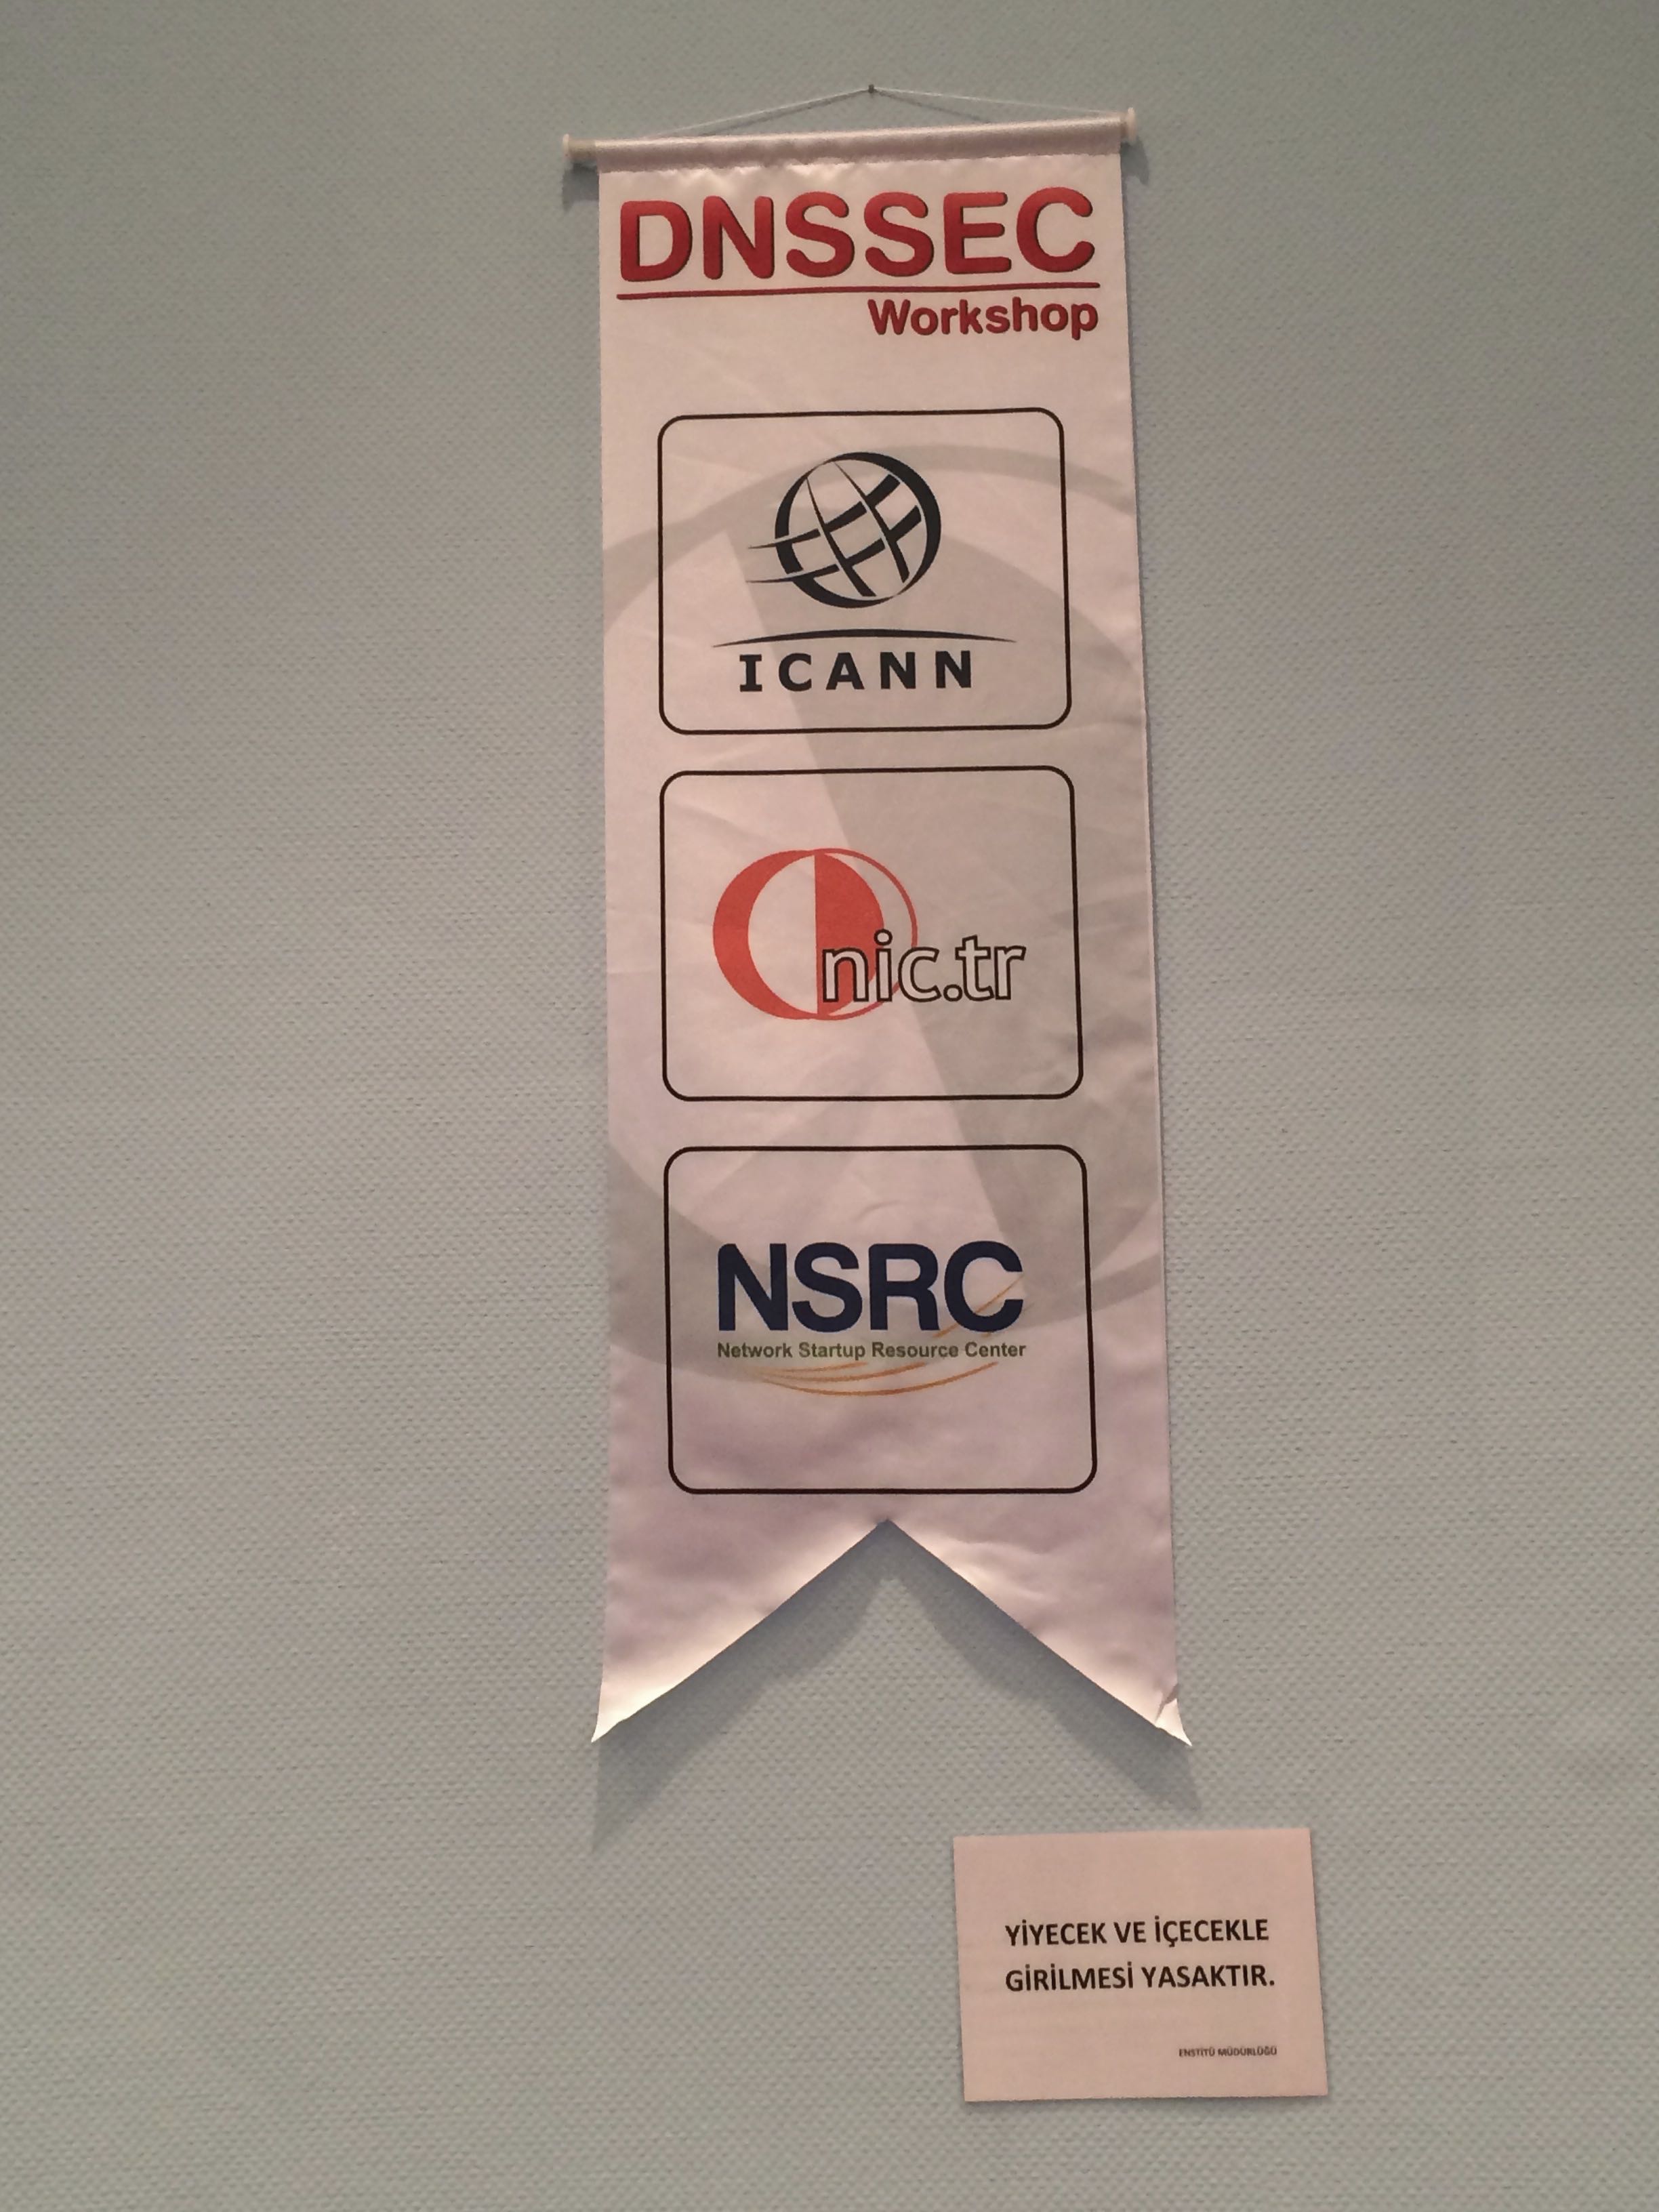 DNSSEC
Workshop
ICANN
nic.tr
NSRC
Network Startup Resource Center
YİYECEK VE İÇECEKLE
GİRİLMESİ YASAKTIR.
ENSTİTÜ MÜDÜRLÜĞÜ